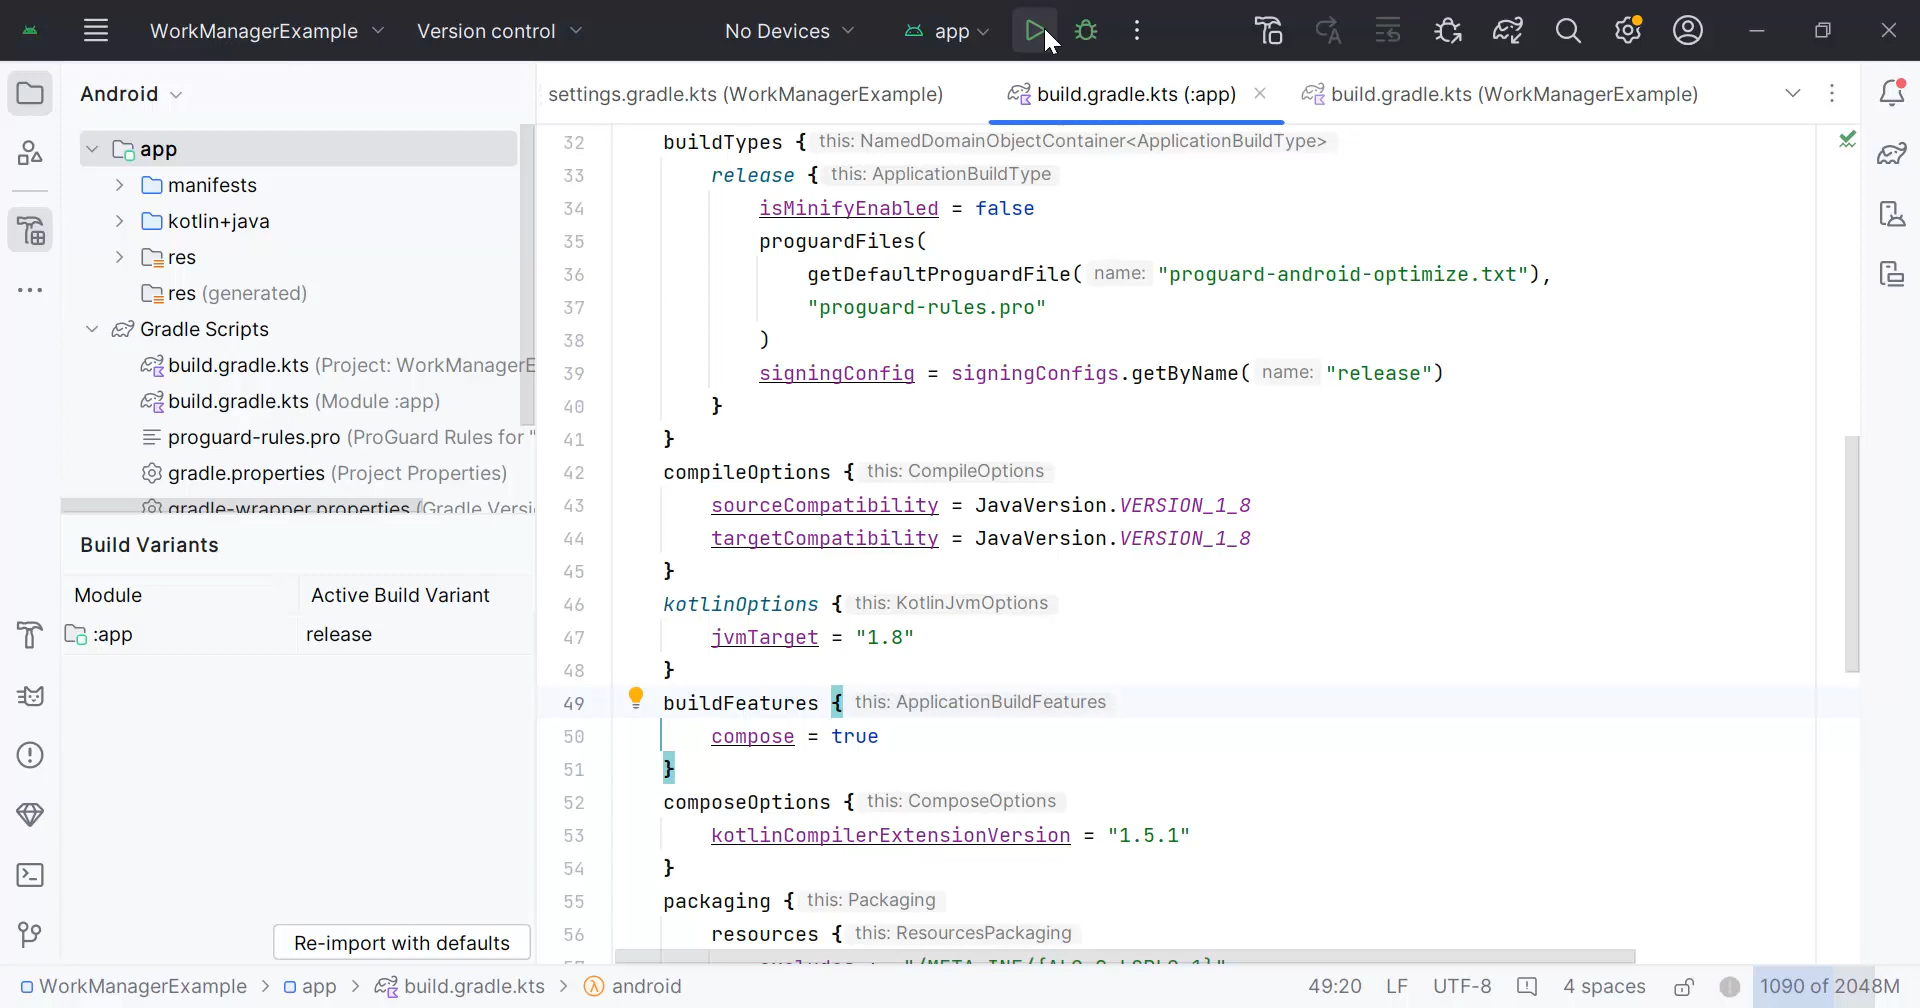 WorkManagerExample Version control No Devices app
Android
app
manifests
kotlin+java
res
res (generated)
Gradle Scripts
build.gradle.kts (Project: WorkManagerE
build.gradle.kts (Module :app)
proguard-rules.pro (ProGuard Rules for "
gradle.properties (Project Properties)
gradle-wrapper.properties (Gradle Versi
Build Variants
Module Active Build Variant
:app release
Re-import with defaults
settings.gradle.kts (WorkManagerExample) build.gradle.kts (:app) build.gradle.kts (WorkManagerExample)
32 buildTypes { this: NamedDomainObjectContainer<ApplicationBuildType>
33 release { this: ApplicationBuildType
34 isMinifyEnabled = false
35 proguardFiles(
36 getDefaultProguardFile( name: "proguard-android-optimize.txt"),
37 "proguard-rules.pro"
38 )
39 signingConfig = signingConfigs.getByName( name: "release")
40 }
41 }
42 compileOptions { this: CompileOptions
43 sourceCompatibility = JavaVersion.VERSION_1_8
44 targetCompatibility = JavaVersion.VERSION_1_8
45 }
46 kotlinOptions { this: KotlinJvmOptions
47 jvmTarget = "1.8"
48 }
49 buildFeatures { this: ApplicationBuildFeatures
50 compose = true
51 }
52 composeOptions { this: ComposeOptions
53 kotlinCompilerExtensionVersion = "1.5.1"
54 }
55 packaging { this: Packaging
56 resources { this: ResourcesPackaging
WorkManagerExample > app > build.gradle.kts > android 49:20 LF UTF-8 4 spaces 1090 of 2048M